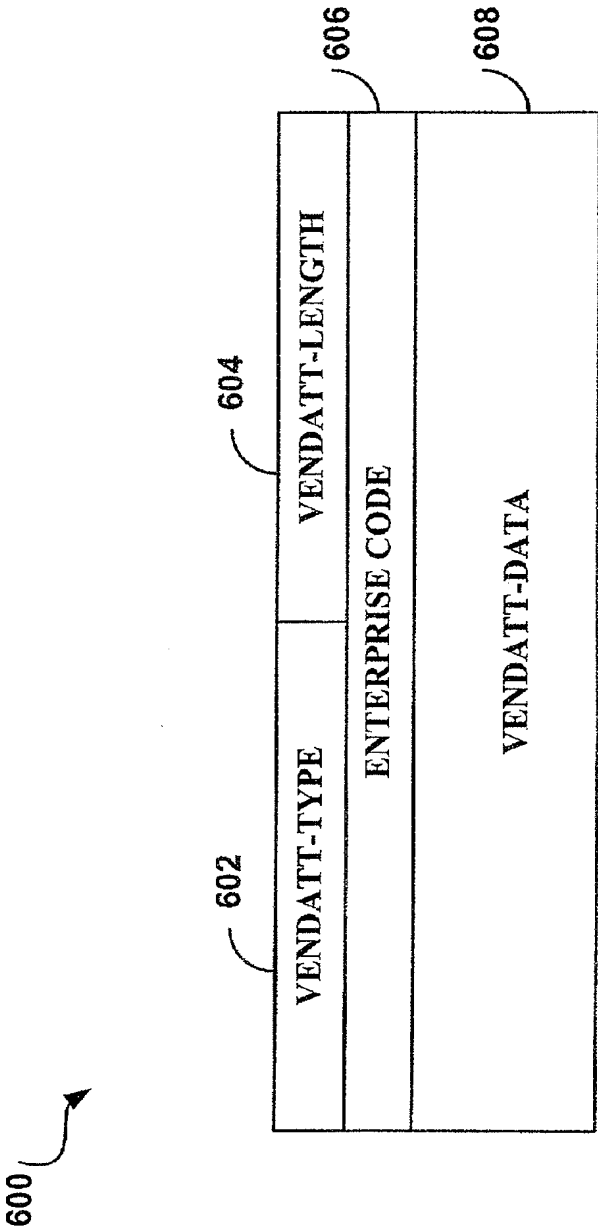 600
602
604
VENDATT-TYPE
VENDATT-LENGTH
606
ENTERPRISE CODE
608
VENDATT-DATA